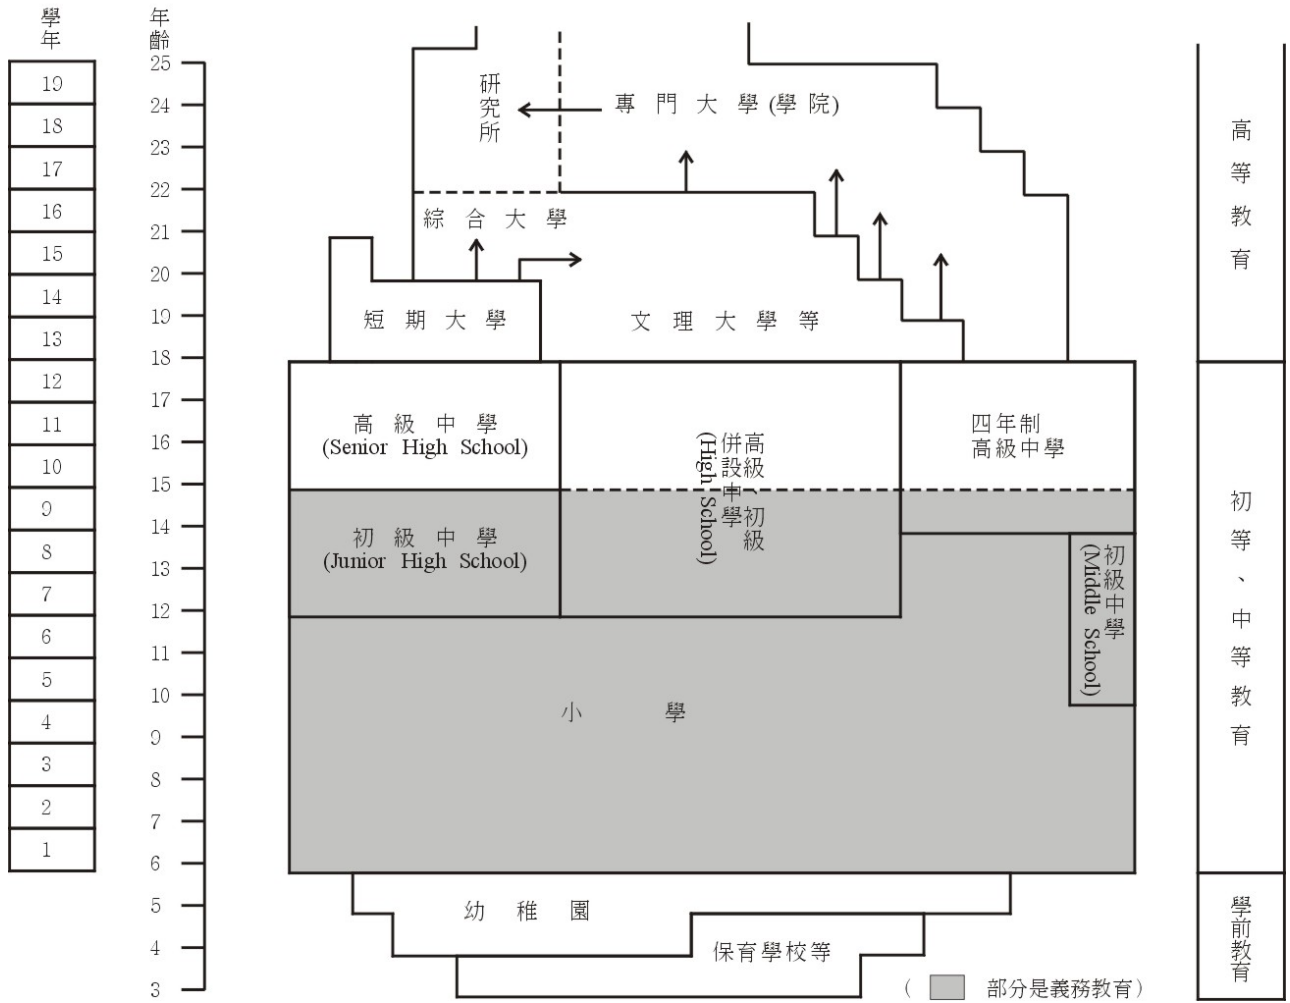 學年
年齡
19
18
17
16
15
14
13
12
11
10
9
8
7
6
5
4
3
2
1
25
24
23
22
21
20
19
18
17
16
15
14
13
12
11
10
9
8
7
6
5
4
3
研究所
專門大學(學院)
綜合大學
短期大學
文理大學等
高級中學
(Senior High School)
初級中學
(Junior High School)
高級、初級
併設中學
(High School)
四年制
高級中學
初級中學
(Middle School)
小學
幼稚園
保育學校等
(部分是義務教育)
高等教育
初等、中等教育
學前教育